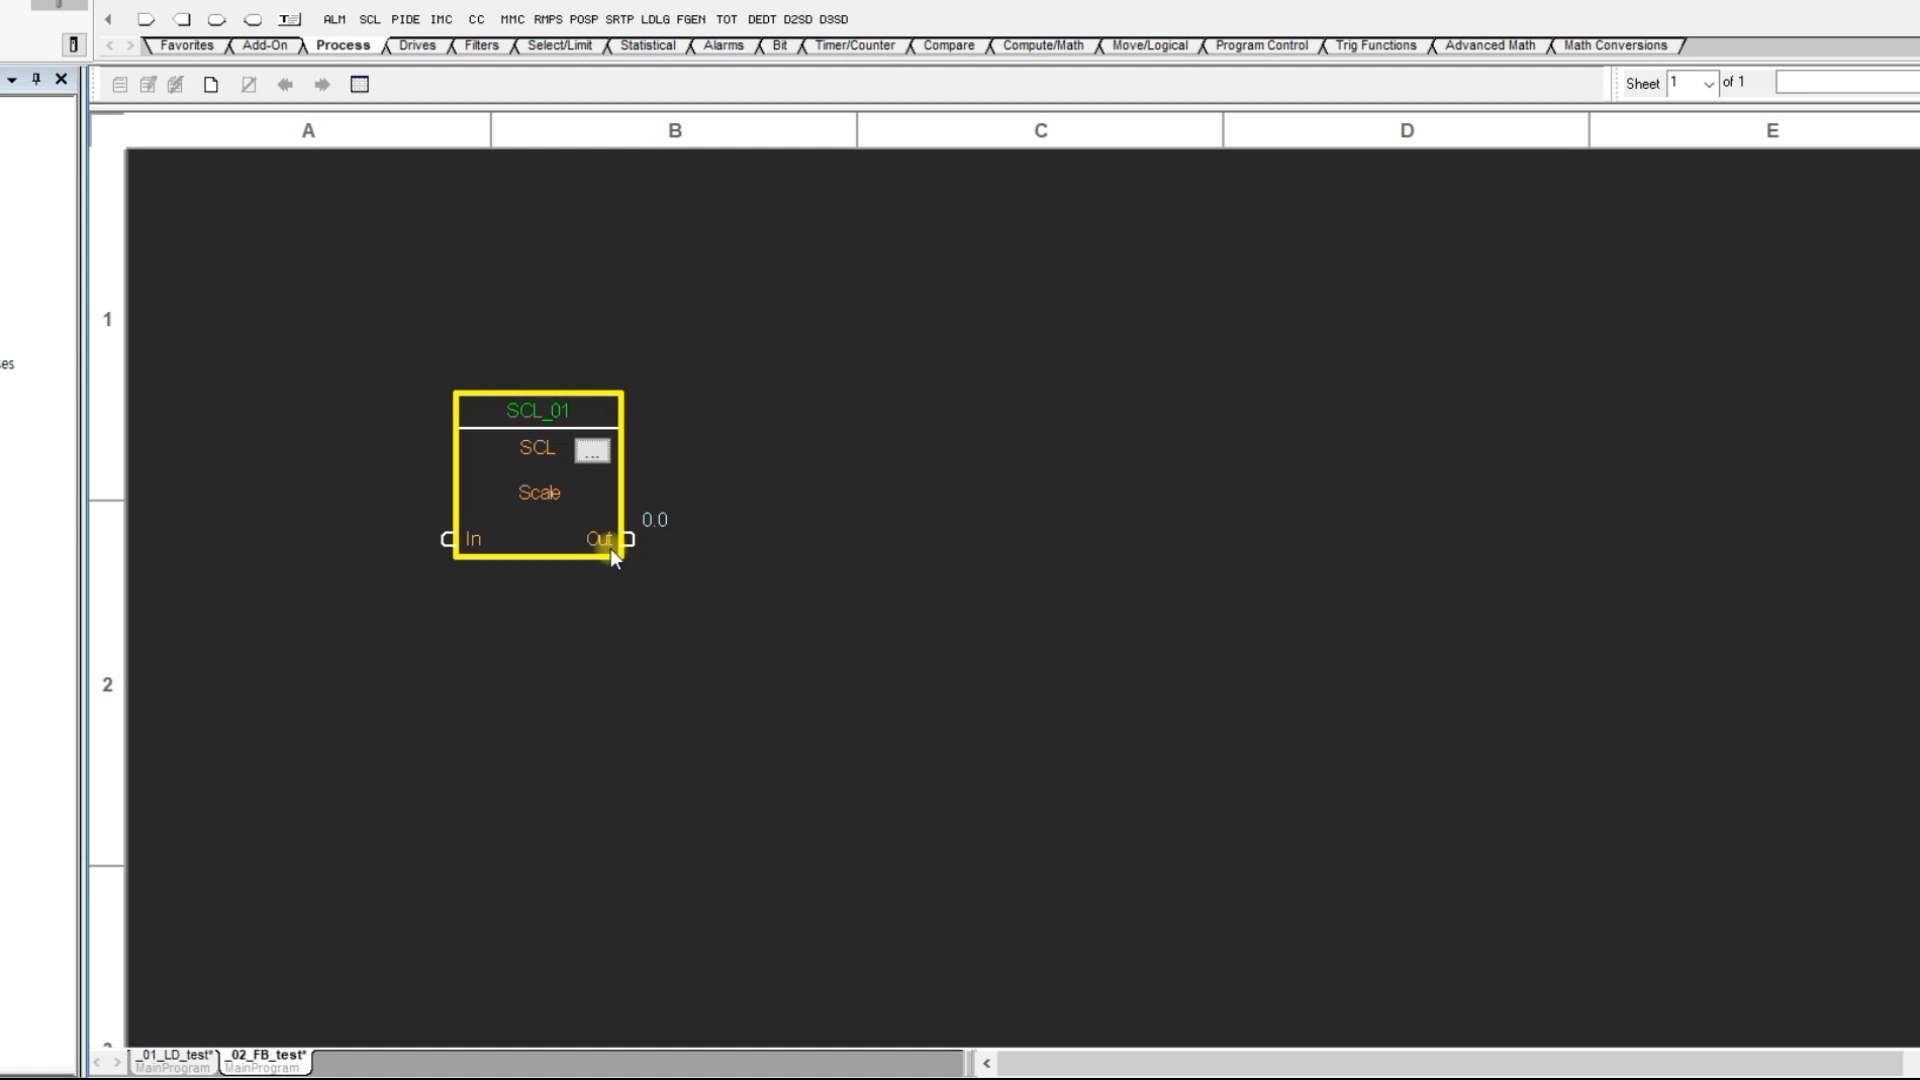 ALM SCL PIDE IMC CC MMC RMPS POSP SRTP LDLG FGEN TOT DEDT D2SD D3SD
Favorites Add-On Process Drives Filters Select/Limit Statistical Alarms Bit Timer/Counter Compare Compute/Math Move/Logical Program Control Trig Functions Advanced Math Math Conversions
Sheet 1 of 1
A B C D E
1
es
SCL_01
SCL ...
Scale
0.0
In Out
2
_01_LD_test* _02_FB_test*
MainProgram MainProgram